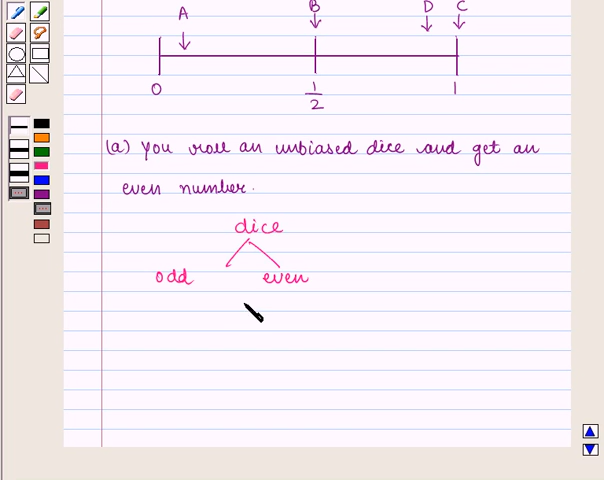 A B D C
0 1/2 1
(a) You roll an unbiased dice and get an
even number.
dice
odd even